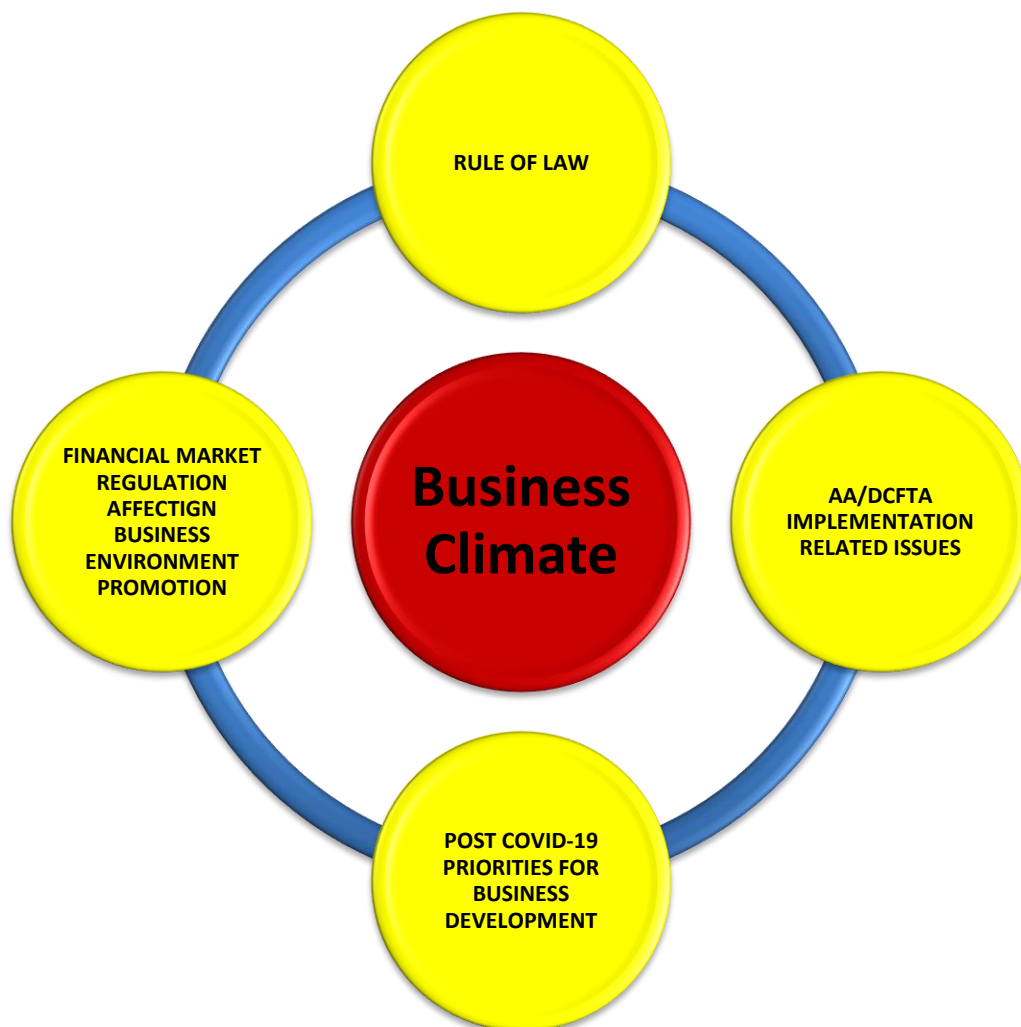 RULE OF LAW
FINANCIAL MARKET
REGULATION
AFFECTIGN
BUSINESS
ENVIRONMENT
PROMOTION
Business
Climate
AA/DCFTA
IMPLEMENTATION
RELATED ISSUES
POST COVID-19
PRIORITIES FOR
BUSINESS
DEVELOPMENT